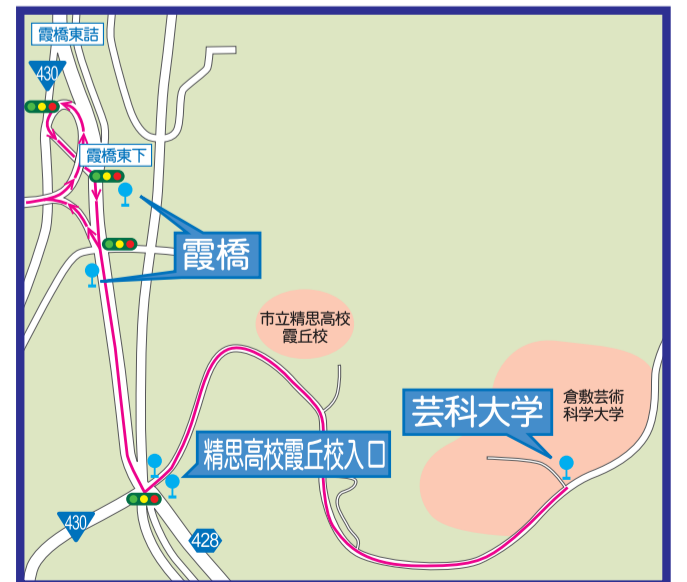 霞橋東詰
430
霞橋東下
霞橋
市立精思高校
霞丘校
芸科大学
倉敷芸術
科学大学
精思高校霞丘校入口
430
428